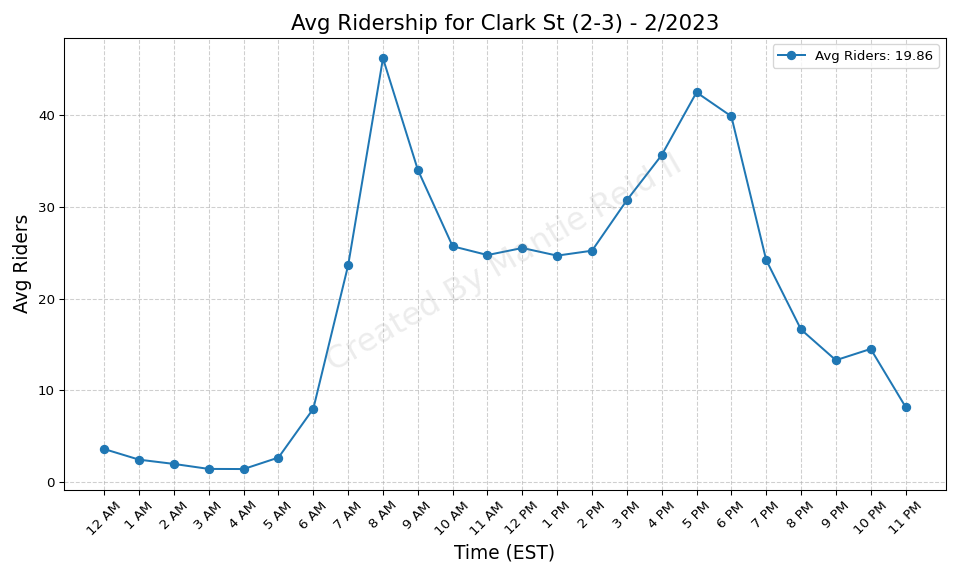 Avg Ridership for Clark St (2-3) - 2/2023
Avg Riders: 19.86
Avg Riders
40
30
20
10
0
Created By Mantie Reid II
12 AM
1 AM
2 AM
3 AM
4 AM
5 AM
6 AM
7 AM
8 AM
9 AM
10 AM
11 AM
12 PM
1 PM
2 PM
3 PM
4 PM
5 PM
6 PM
7 PM
8 PM
9 PM
10 PM
11 PM
Time (EST)